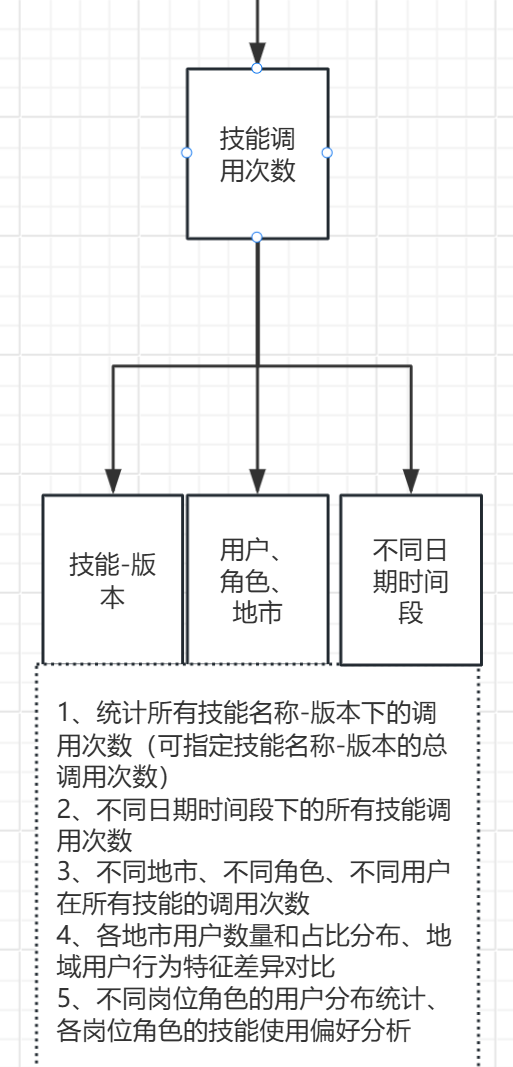 技能调
用次数
技能-版
本
用户、
角色、
地市
不同日
期时间
段
1、统计所有技能名称-版本下的调
用次数（可指定技能名称-版本的总
调用次数）
2、不同日期时间段下的所有技能调
用次数
3、不同地市、不同角色、不同用户
在所有技能的调用次数
4、各地市用户数量和占比分布、地
域用户行为特征差异对比
5、不同岗位角色的用户分布统计、
各岗位角色的技能使用偏好分析